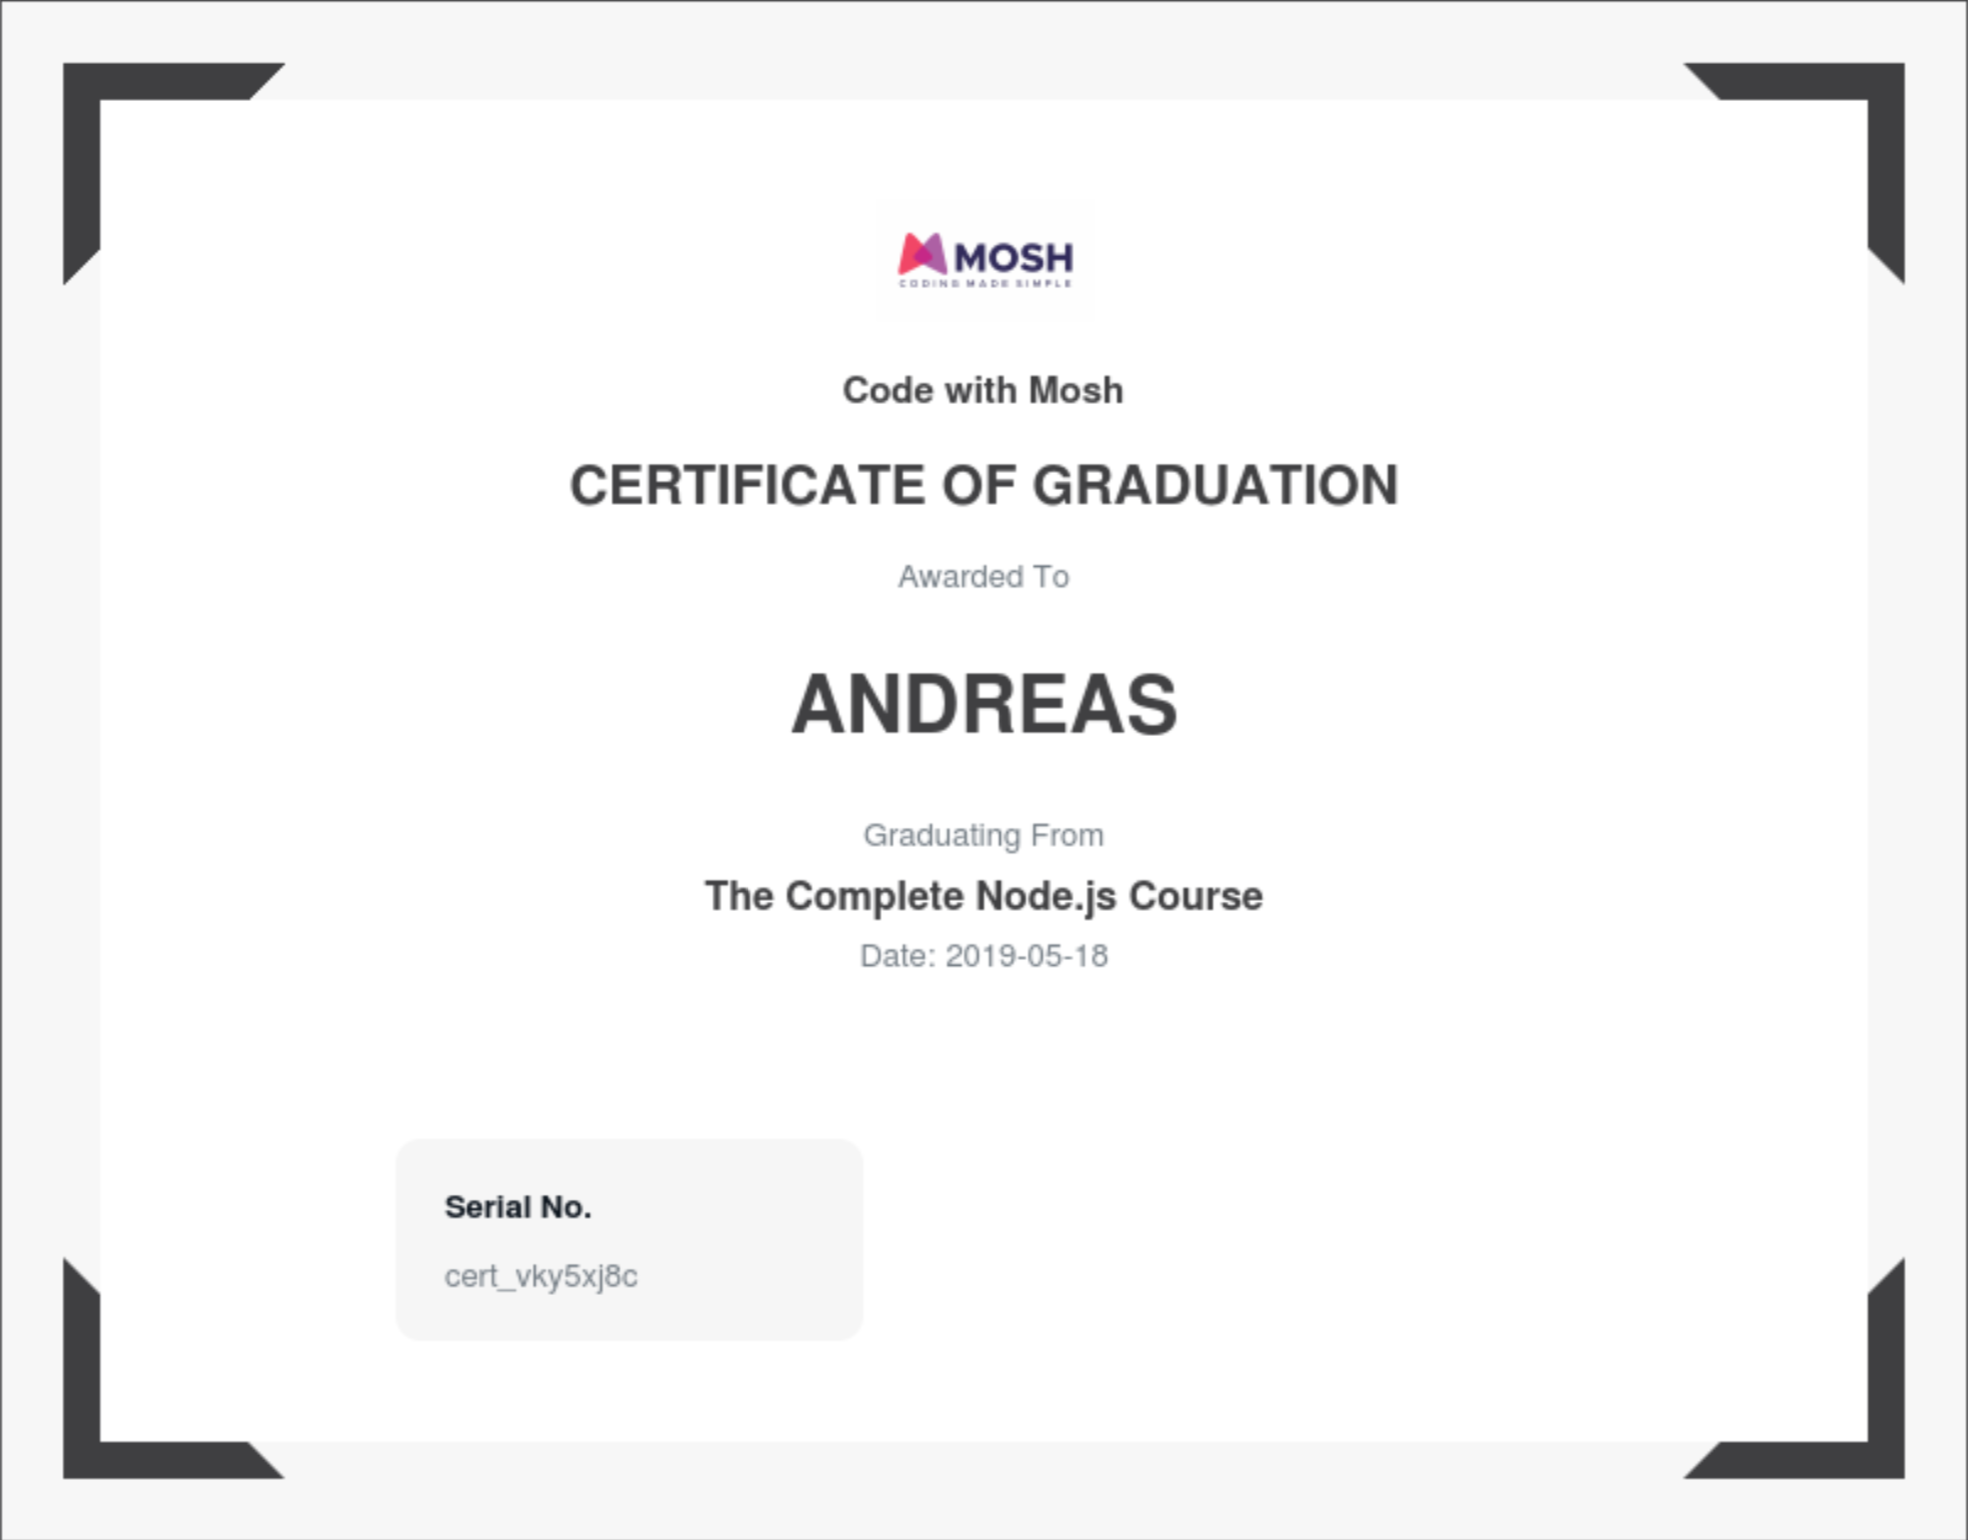 MOSH
CODING MADE SIMPLE
Code with Mosh
CERTIFICATE OF GRADUATION
Awarded To
ANDREAS
Graduating From
The Complete Node.js Course
Date: 2019-05-18
Serial No.
cert_vky5xj8c